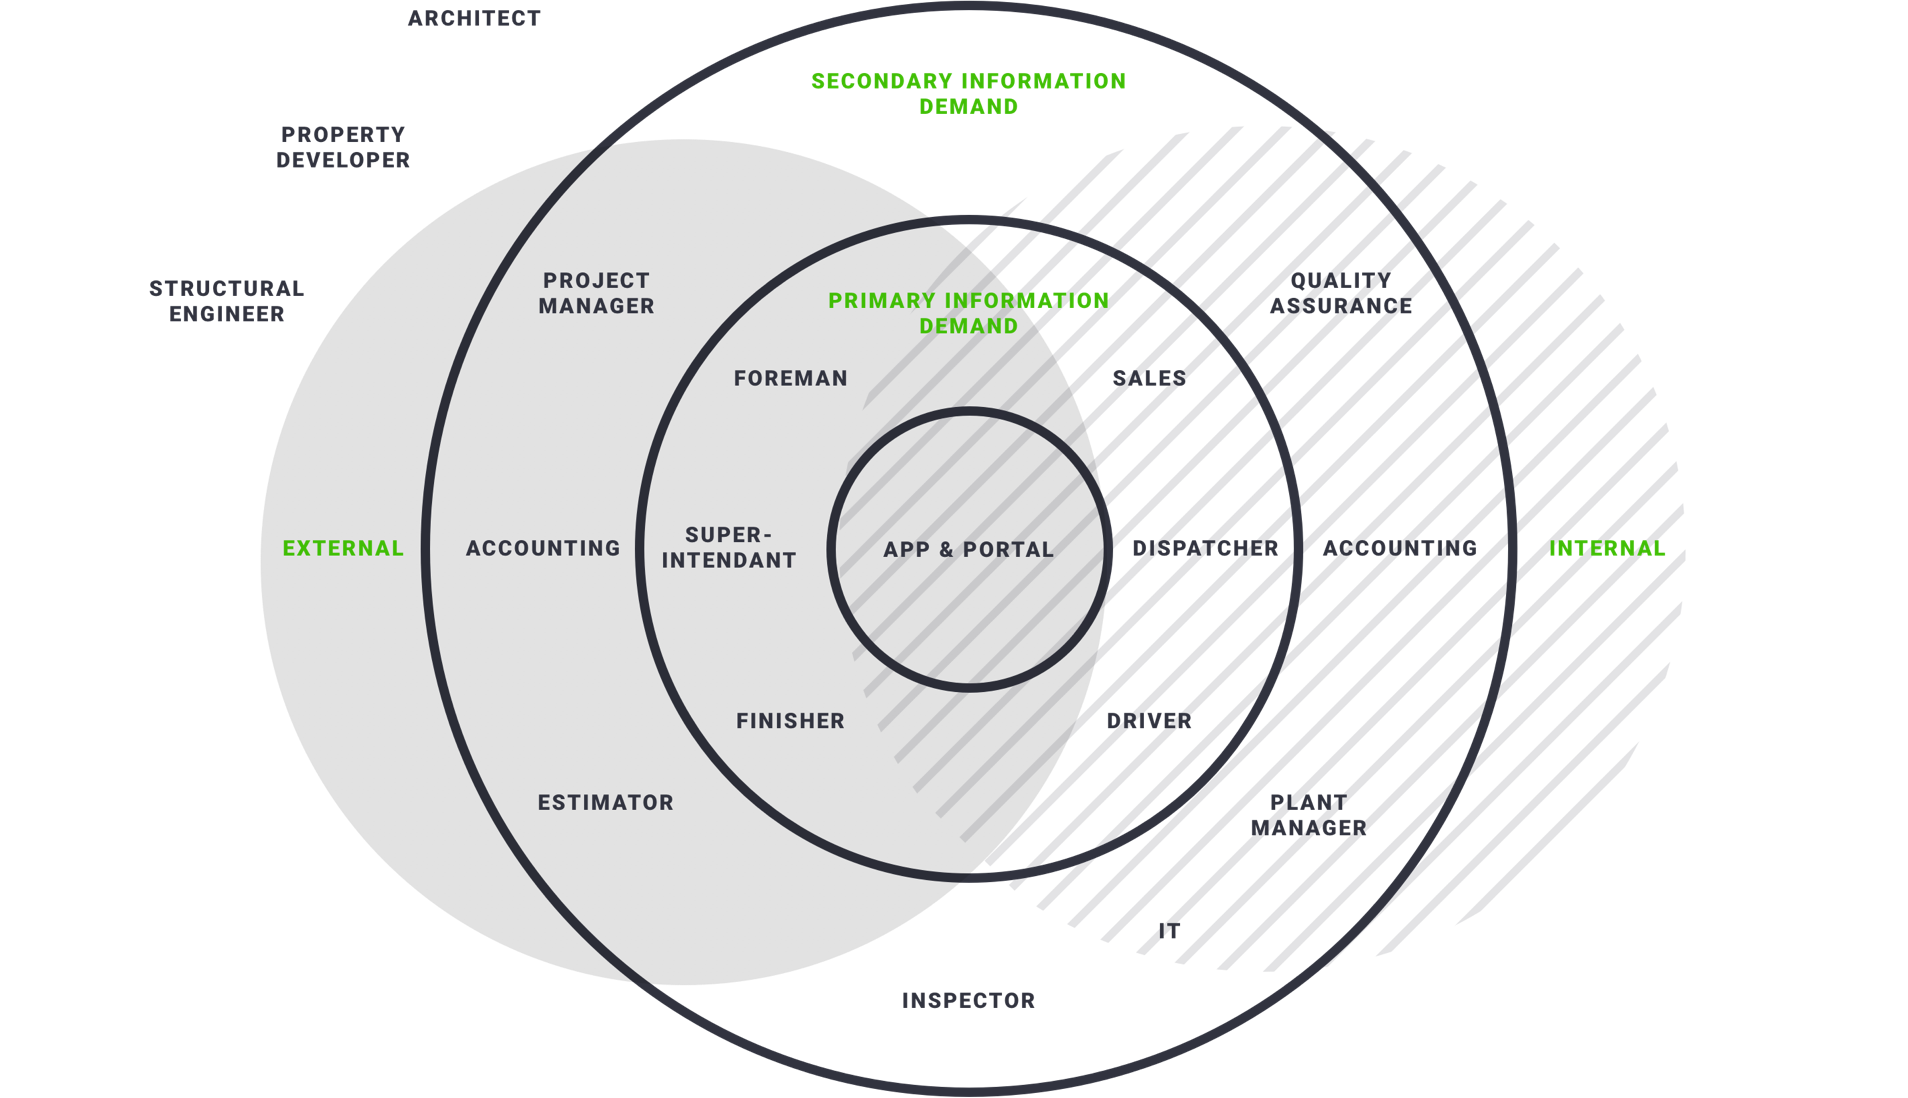 ARCHITECT
SECONDARY INFORMATION
DEMAND
PROPERTY
DEVELOPER
STRUCTURAL
ENGINEER
PROJECT
MANAGER
QUALITY
ASSURANCE
PRIMARY INFORMATION
DEMAND
FOREMAN
SALES
EXTERNAL
ACCOUNTING
SUPER-
INTENDANT
APP & PORTAL
DISPATCHER
ACCOUNTING
INTERNAL
FINISHER
DRIVER
ESTIMATOR
PLANT
MANAGER
IT
INSPECTOR